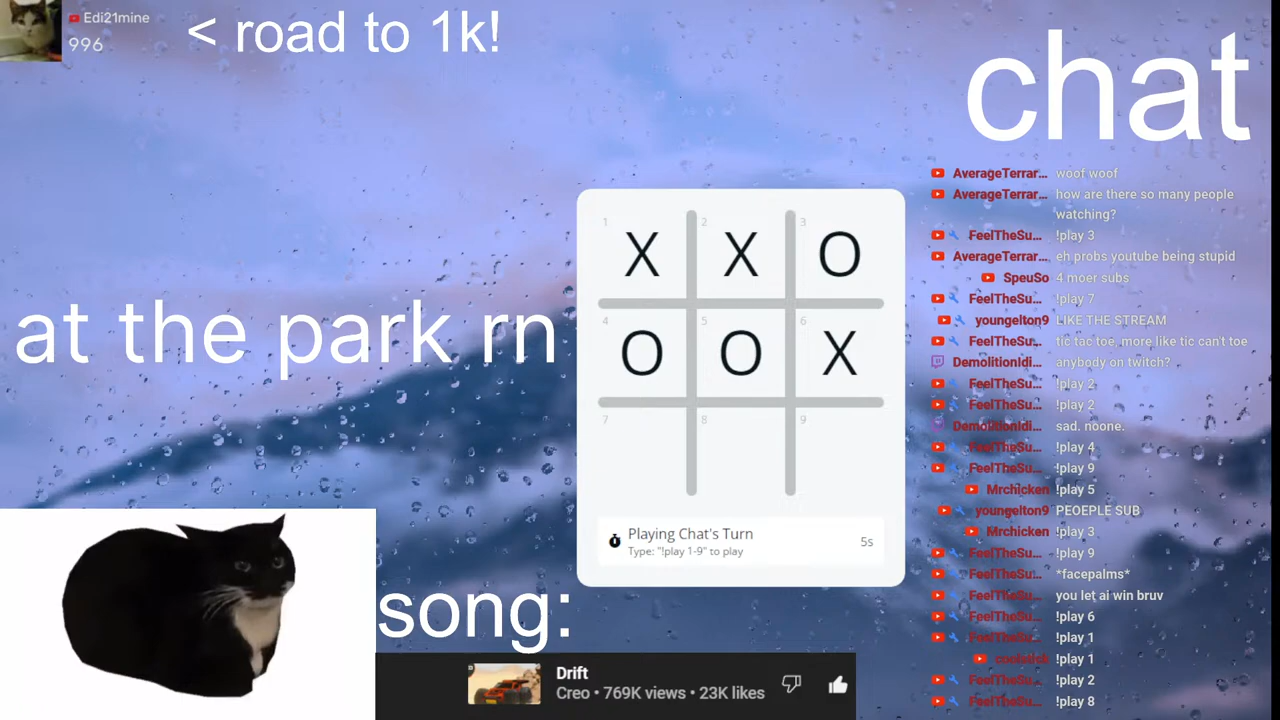 Edi21mine
996
< road to 1k!
chat
at the park rn
1 2 3
X X O
4 5 6
O O X
7 8 9
Playing Chat's Turn
Type: "!play 1-9" to play
5s
song:
Drift
Creo • 769K views • 23K likes
AverageTerrar... woof woof
AverageTerrar... how are there so many people
watching?
FeelTheSu... !play 3
AverageTerrar... eh probs youtube being stupid
SpeuSo 4 moer subs
FeelTheSu... !play 7
youngelton9 LIKE THE STREAM
FeelTheSu... tic tac toe, more like tic can't toe
DemolitionIdi... anybody on twitch?
FeelTheSu... !play 2
FeelTheSu... !play 2
DemolitionIdi... sad. noone.
FeelTheSu... !play 4
FeelTheSu... !play 9
Mrchicken !play 5
youngelton9 PEOEPLE SUB
Mrchicken !play 3
FeelTheSu... !play 9
FeelTheSu... *facepalms*
FeelTheSu... you let ai win bruv
FeelTheSu... !play 6
FeelTheSu... !play 1
!play 1
FeelTheSu... !play 2
FeelTheSu... !play 8